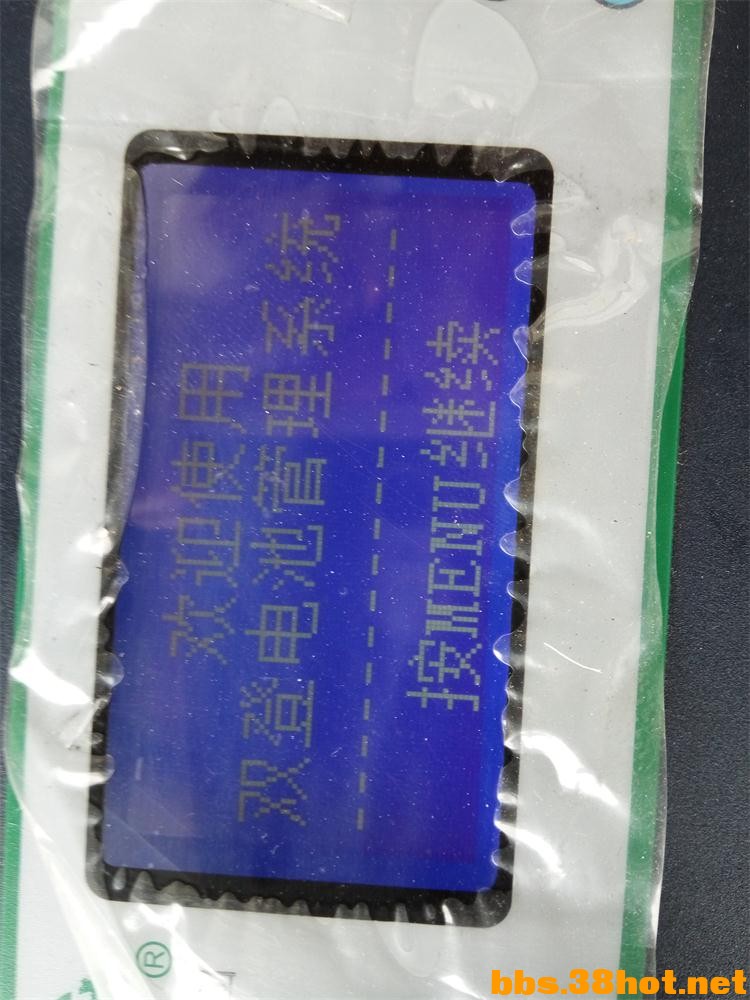 欢迎使用
双登电池管理系统
----------------
按MENU继续
®
bbs.38hot.net